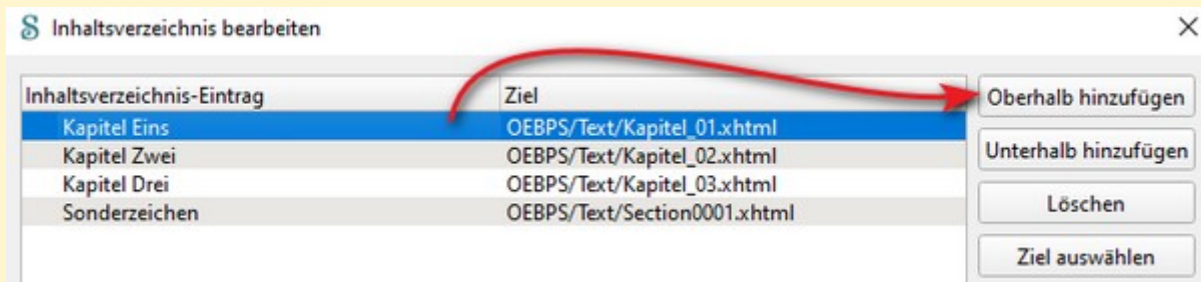 Inhaltsverzeichnis bearbeiten
Inhaltsverzeichnis-Eintrag Ziel
Kapitel Eins OEBPS/Text/Kapitel_01.xhtml
Kapitel Zwei OEBPS/Text/Kapitel_02.xhtml
Kapitel Drei OEBPS/Text/Kapitel_03.xhtml
Sonderzeichen OEBPS/Text/Section0001.xhtml
Oberhalb hinzufügen
Unterhalb hinzufügen
Löschen
Ziel auswählen